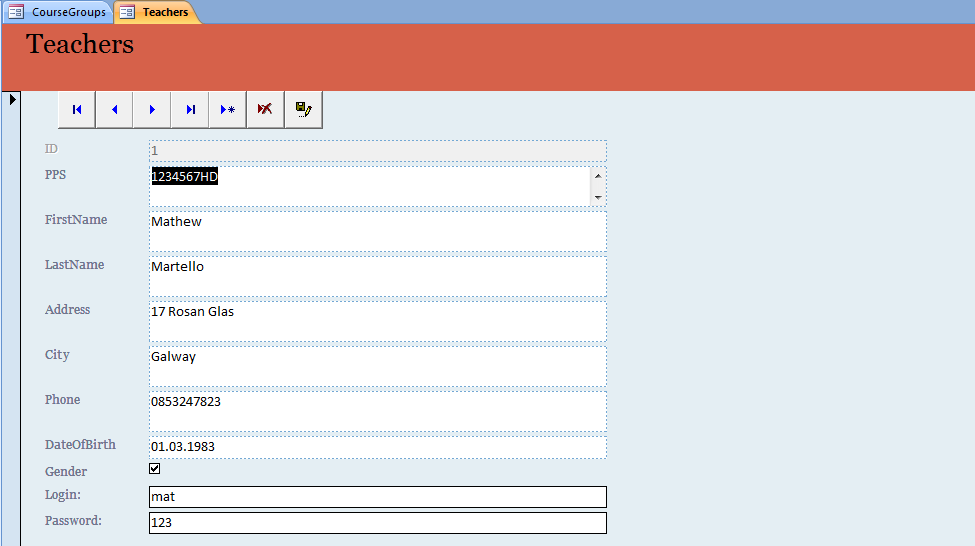 CourseGroups Teachers
Teachers
ID 1
PPS 1234567HD
FirstName Mathew
LastName Martello
Address 17 Rosan Glas
City Galway
Phone 0853247823
DateOfBirth 01.03.1983
Gender
Login: mat
Password: 123